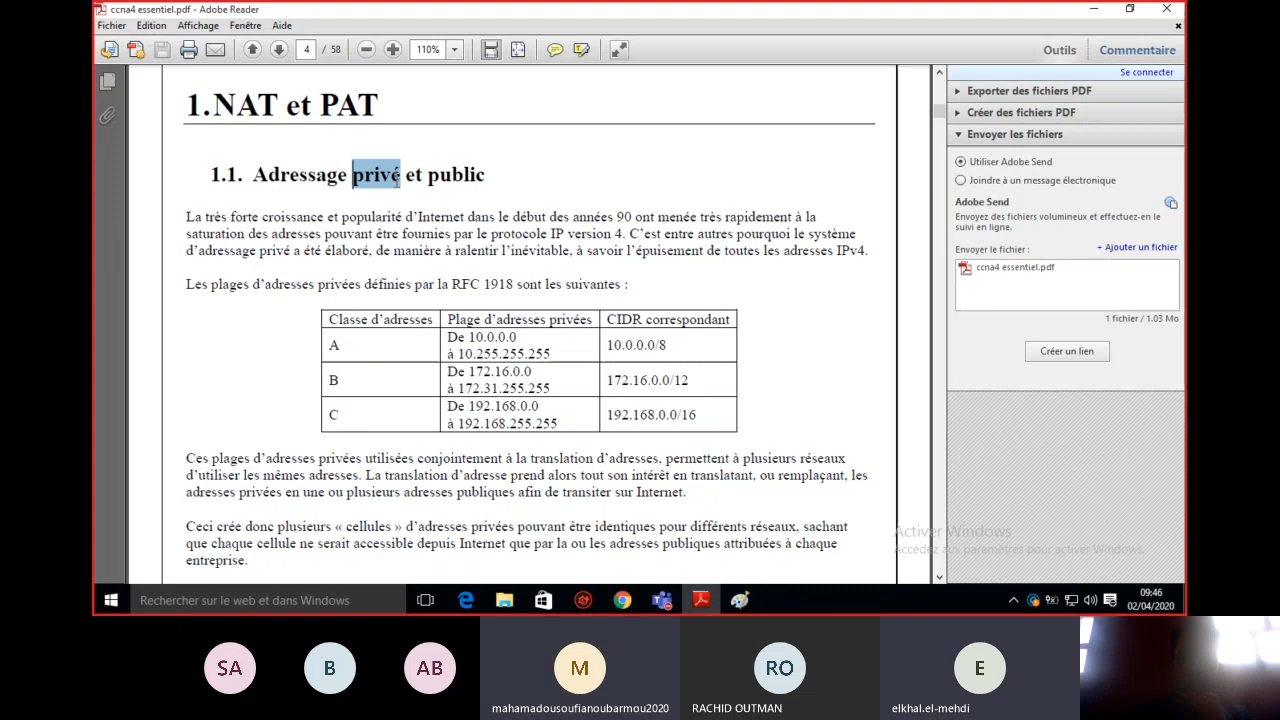 ccna4 essentiel.pdf - Adobe Reader
Fichier Edition Affichage Fenêtre Aide
4 / 58 110% Outils Commentaire
Se connecter
Exporter des fichiers PDF
Créer des fichiers PDF
Envoyer les fichiers
Utiliser Adobe Send
Joindre à un message électronique
Adobe Send
Envoyez des fichiers volumineux et effectuez-en le
suivi en ligne.
Envoyer le fichier :
+ Ajouter un fichier
ccna4 essentiel.pdf
1 fichier / 1.03 Mo
Créer un lien
1.NAT et PAT
1.1. Adressage privé et public
La très forte croissance et popularité d’Internet dans le début des années 90 ont menée très rapidement à la
saturation des adresses pouvant être fournies par le protocole IP version 4. C’est entre autres pourquoi le système
d’adressage privé a été élaboré, de manière à ralentir l’inévitable, à savoir l’épuisement de toutes les adresses IPv4.
Les plages d’adresses privées définies par la RFC 1918 sont les suivantes :
Classe d’adresses Plage d’adresses privées CIDR correspondant
A De 10.0.0.0
à 10.255.255.255 10.0.0.0/8
B De 172.16.0.0
à 172.31.255.255 172.16.0.0/12
C De 192.168.0.0
à 192.168.255.255 192.168.0.0/16
Ces plages d’adresses privées utilisées conjointement à la translation d’adresses, permettent à plusieurs réseaux
d’utiliser les mêmes adresses. La translation d’adresse prend alors tout son intérêt en translatant, ou remplaçant, les
adresses privées en une ou plusieurs adresses publiques afin de transiter sur Internet.
Ceci crée donc plusieurs « cellules » d’adresses privées pouvant être identiques pour différents réseaux, sachant
que chaque cellule ne serait accessible depuis Internet que par la ou les adresses publiques attribuées à chaque
entreprise.
Activer Windows
Accédez aux paramètres pour activer Windows.
Rechercher sur le web et dans Windows
09:46
02/04/2020
SA B AB M RO E
mahamadousoufianoubarmou2020 RACHID OUTMAN elkhal.el-mehdi